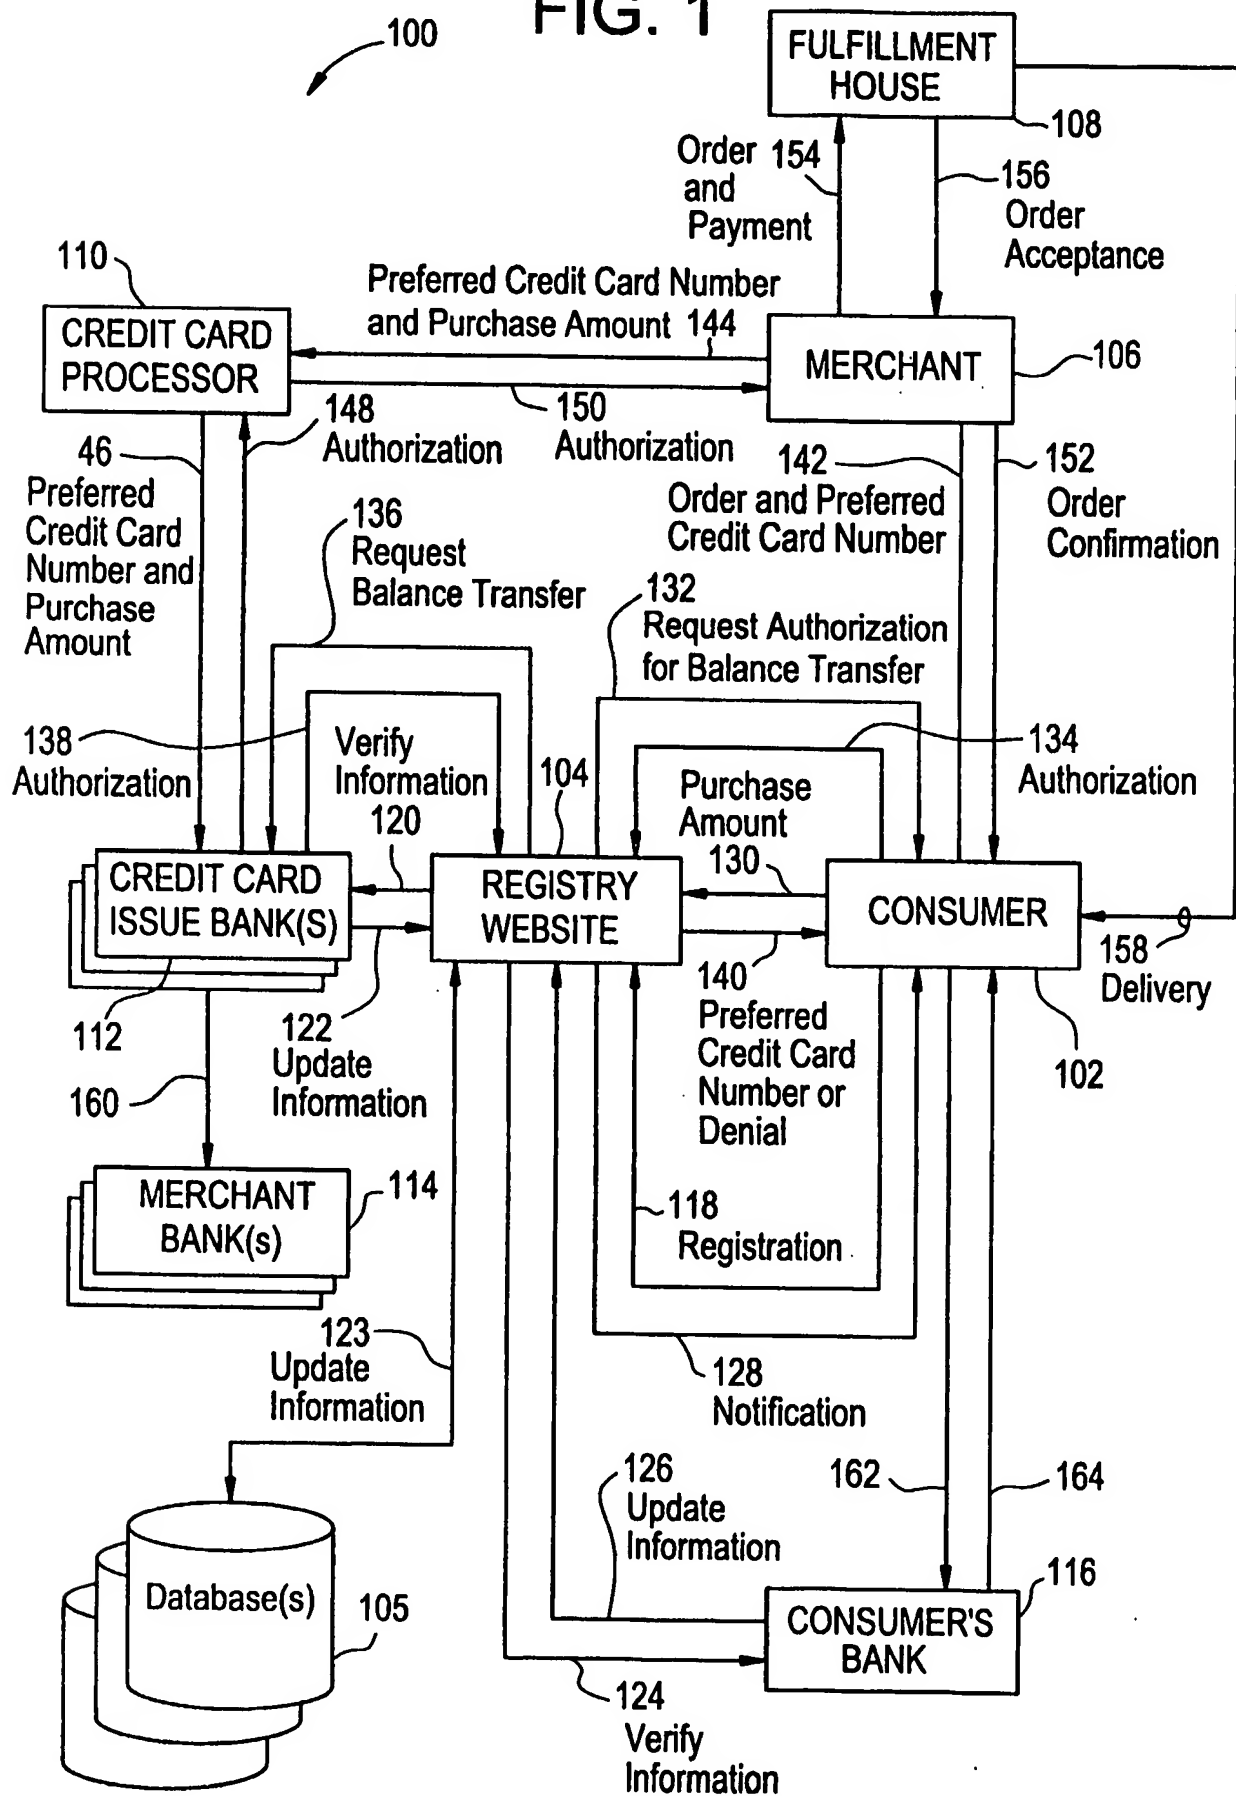 FIG. 1
100
FULFILLMENT
HOUSE
108
Order 154
and
Payment
156
Order
Acceptance
110
CREDIT CARD
PROCESSOR
Preferred Credit Card Number
and Purchase Amount 144
MERCHANT
106
148
Authorization
150
Authorization
46
Preferred
Credit Card
Number and
Purchase
Amount
142
Order and Preferred
Credit Card Number
152
Order
Confirmation
136
Request
Balance Transfer
132
Request Authorization
for Balance Transfer
138
Authorization
Verify
Information
120
104
Purchase
Amount
130
134
Authorization
CREDIT CARD
ISSUE BANK(S)
REGISTRY
WEBSITE
CONSUMER
112
122
Update
Information
140
Preferred
Credit Card
Number or
Denial
158
Delivery
102
160
MERCHANT
BANK(s)
114
118
Registration
123
Update
Information
128
Notification
126
Update
Information
162
164
Database(s)
105
CONSUMER'S
BANK
116
124
Verify
Information